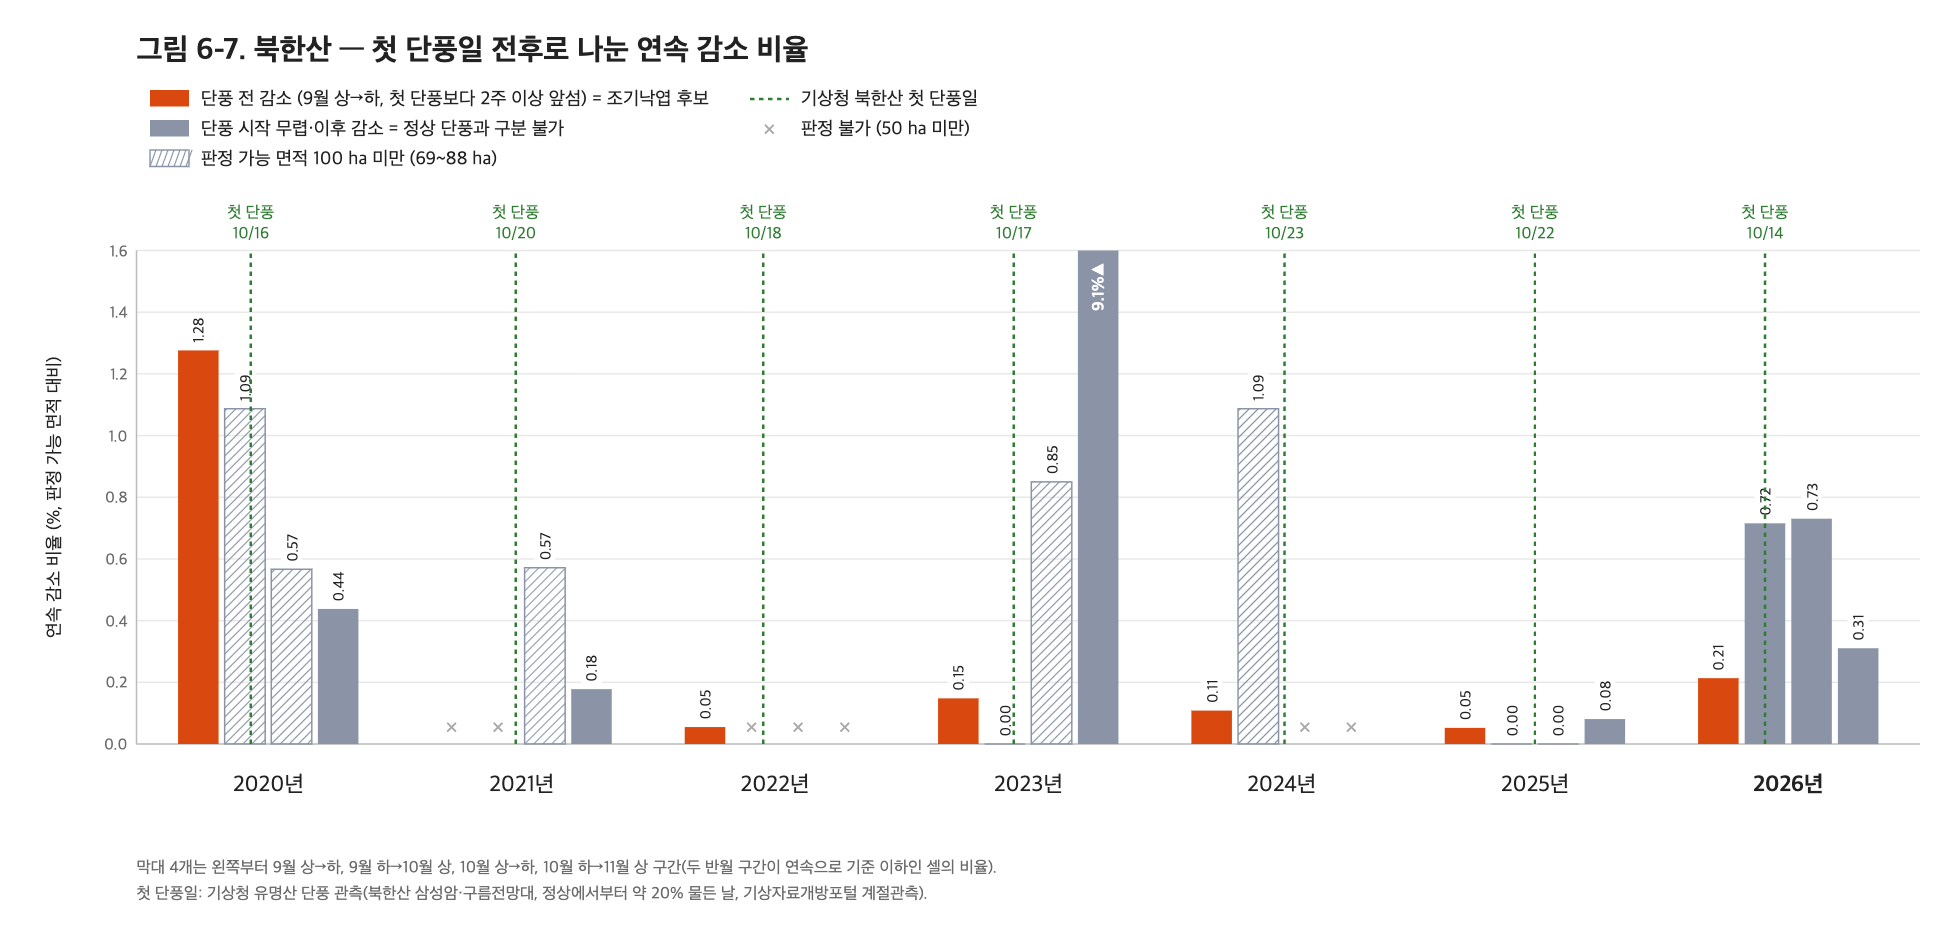 그림 6-7. 북한산 — 첫 단풍일 전후로 나눈 연속 감소 비율
단풍 전 감소 (9월 상→하, 첫 단풍보다 2주 이상 앞섬) = 조기낙엽 후보
단풍 시작 무렵·이후 감소 = 정상 단풍과 구분 불가
판정 가능 면적 100 ha 미만 (69~88 ha)
기상청 북한산 첫 단풍일
판정 불가 (50 ha 미만)
첫 단풍 10/16
첫 단풍 10/20
첫 단풍 10/18
첫 단풍 10/17
첫 단풍 10/23
첫 단풍 10/22
첫 단풍 10/14
연속 감소 비율 (%, 판정 가능 면적 대비)
1.6
1.4
1.2
1.0
0.8
0.6
0.4
0.2
0.0
1.28
1.09
0.57
0.44
0.57
0.18
0.05
0.15
0.00
0.85
9.1%▲
0.11
1.09
0.05
0.00
0.00
0.08
0.21
0.72
0.73
0.31
2020년
2021년
2022년
2023년
2024년
2025년
2026년
막대 4개는 왼쪽부터 9월 상→하, 9월 하→10월 상, 10월 상→하, 10월 하→11월 상 구간(두 반월 구간이 연속으로 기준 이하인 셀의 비율).
첫 단풍일: 기상청 유명산 단풍 관측(북한산 삼성암·구름전망대, 정상에서부터 약 20% 물든 날, 기상자료개방포털 계절관측).